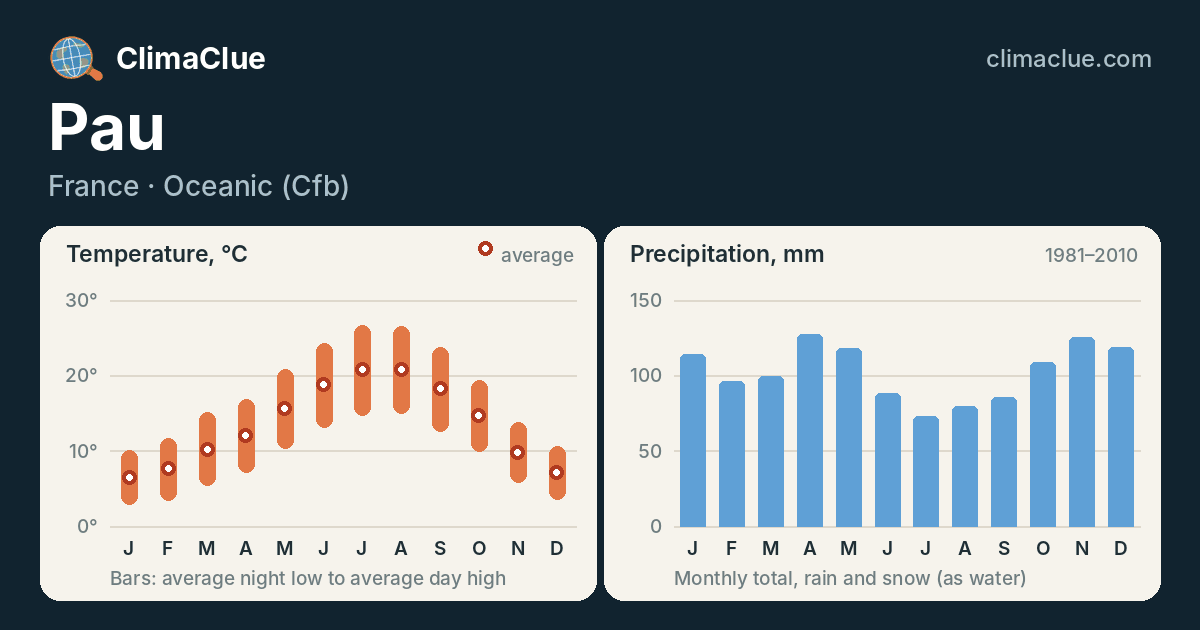 ClimaClue
climaclue.com
Pau
France · Oceanic (Cfb)
Temperature, °C
average
30°
20°
10°
0°
J F M A M J J A S O N D
Bars: average night low to average day high
Precipitation, mm
1981–2010
150
100
50
0
J F M A M J J A S O N D
Monthly total, rain and snow (as water)